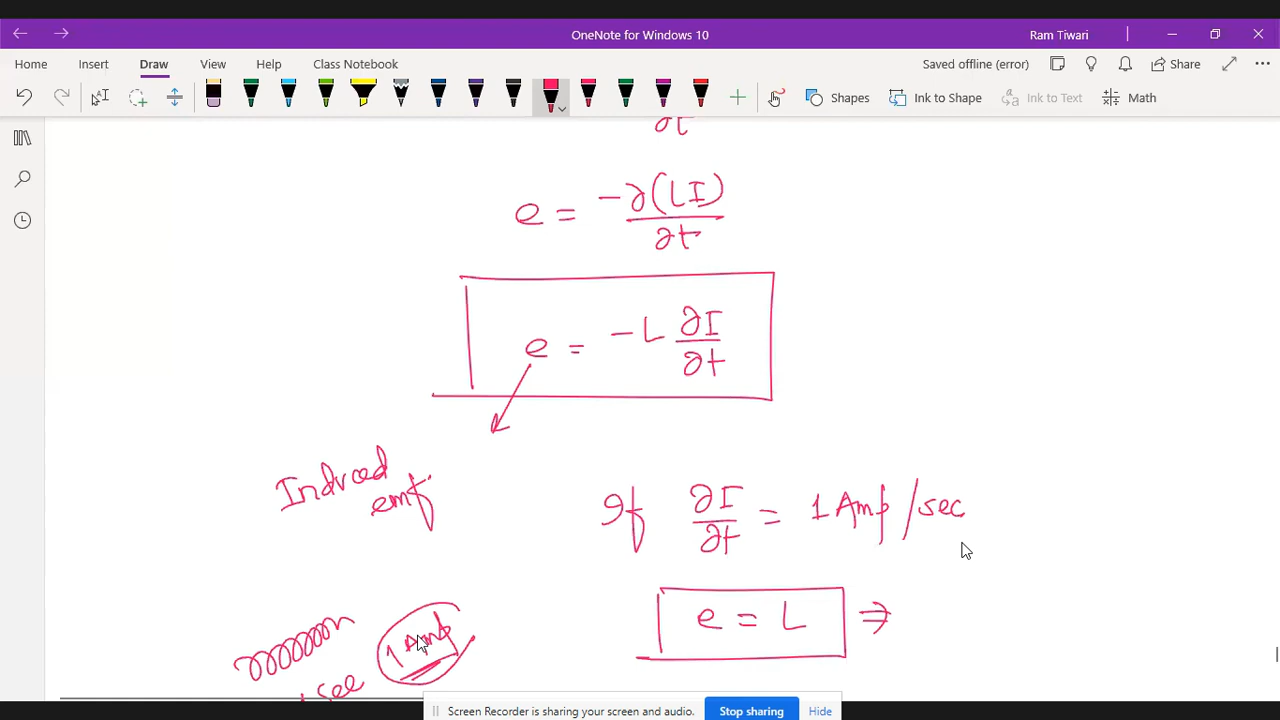 OneNote for Windows 10
Ram Tiwari
Home Insert Draw View Help Class Notebook
Saved offline (error)
Share
Shapes
Ink to Shape
Ink to Text
Math
∂t
e = -∂(LI)/∂t
e = -L ∂I/∂t
Induced
emf
If ∂I/∂t = 1 Amp/sec
e = L ⇒
1 Amp
sec
Screen Recorder is sharing your screen and audio.
Stop sharing
Hide